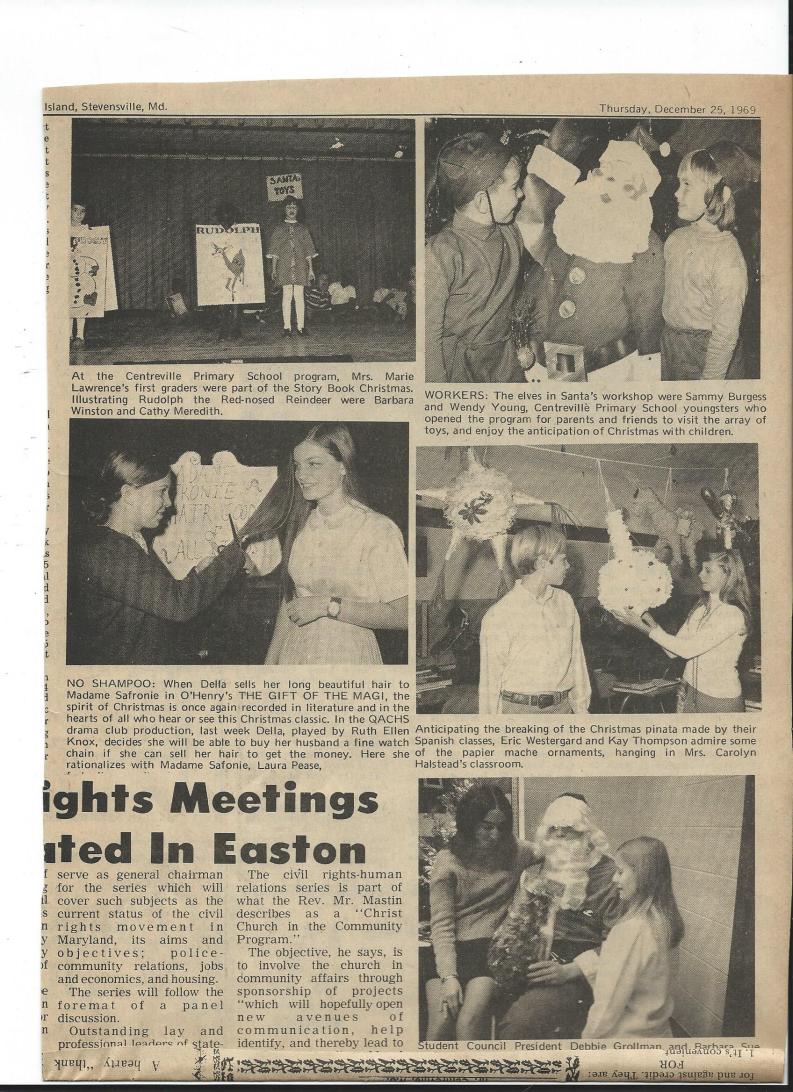 Island, Stevensville, Md.
Thursday, December 25, 1969
SANTA
TOYS
RUDOLPH
At the Centreville Primary School program, Mrs. Marie
Lawrence's first graders were part of the Story Book Christmas.
Illustrating Rudolph the Red-nosed Reindeer were Barbara
Winston and Cathy Meredith.
WORKERS: The elves in Santa's workshop were Sammy Burgess
and Wendy Young, Centreville Primary School youngsters who
opened the program for parents and friends to visit the array of
toys, and enjoy the anticipation of Christmas with children.
NO SHAMPOO: When Della sells her long beautiful hair to
Madame Safronie in O'Henry's THE GIFT OF THE MAGI, the
spirit of Christmas is once again recorded in literature and in the
hearts of all who hear or see this Christmas classic. In the QACHS
drama club production, last week Della, played by Ruth Ellen
Knox, decides she will be able to buy her husband a fine watch
chain if she can sell her hair to get the money. Here she
rationalizes with Madame Safonie, Laura Pease,
Anticipating the breaking of the Christmas pinata made by their
Spanish classes, Eric Westergard and Kay Thompson admire some
of the papier mache ornaments, hanging in Mrs. Carolyn
Halstead's classroom.
ights Meetings
ated In Easton
serve as general chairman
for the series which will
cover such subjects as the
current status of the civil
rights movement in
Maryland, its aims and
objectives; police-
community relations, jobs
and economics, and housing.
The series will follow the
foremat of a panel
discussion.
Outstanding lay and
professional leaders of state-
The civil rights-human
relations series is part of
what the Rev. Mr. Mastin
describes as a "Christ
Church in the Community
Program."
The objective, he says, is
to involve the church in
community affairs through
sponsorship of projects
"which will hopefully open
new avenues of
communication, help
identify, and thereby lead to
Student Council President Debbie Grollman and Barbara Sue
A hearty "thank
1. It's convenient
FOR
and against credit: They are: